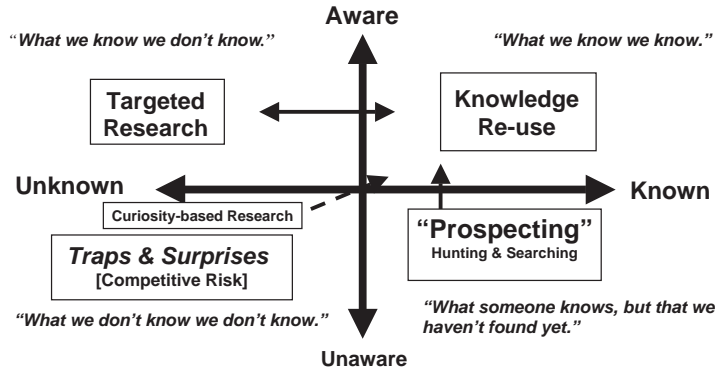 Aware
“What we know we don't know.”
“What we know we know.”
Targeted
Research
Knowledge
Re-use
Unknown
Known
Curiosity-based Research
Traps & Surprises
[Competitive Risk]
“Prospecting”
Hunting & Searching
“What we don't know we don't know.”
“What someone knows, but that we
haven't found yet.”
Unaware